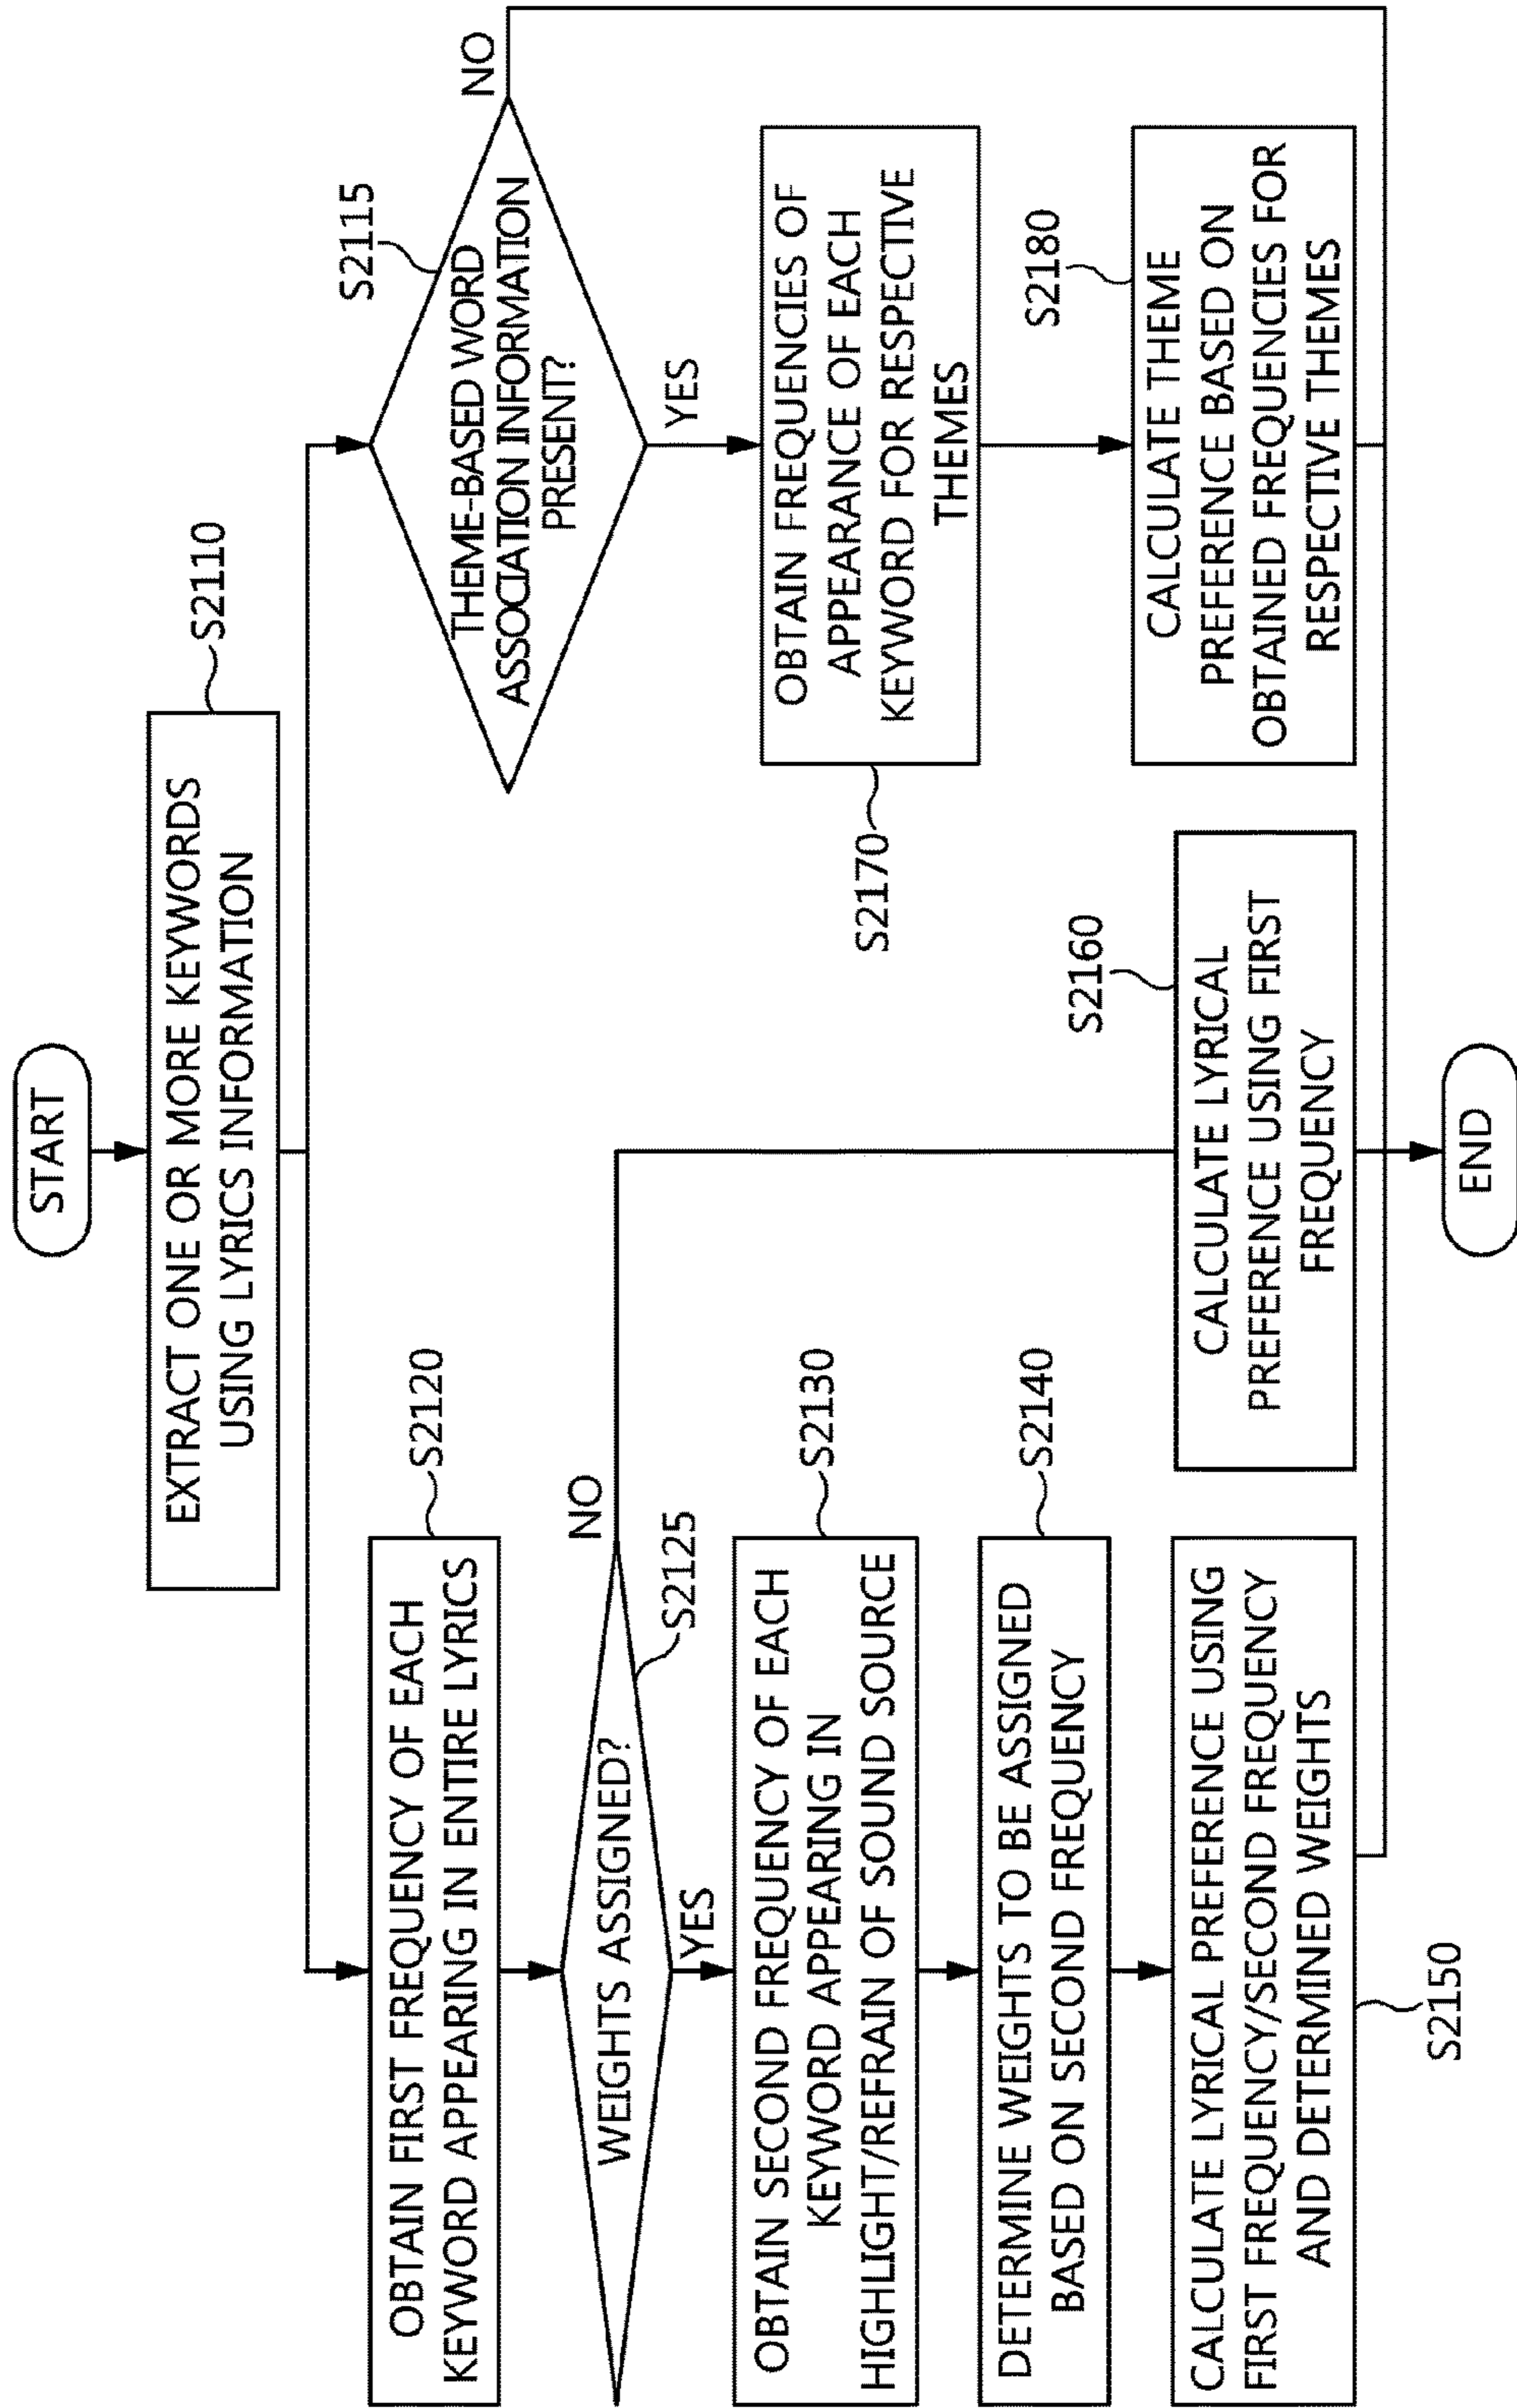 START
EXTRACT ONE OR MORE KEYWORDS
USING LYRICS INFORMATION
S2110
OBTAIN FIRST FREQUENCY OF EACH
KEYWORD APPEARING IN ENTIRE LYRICS
S2120
WEIGHTS ASSIGNED?
NO
S2125
YES
OBTAIN SECOND FREQUENCY OF EACH
KEYWORD APPEARING IN
HIGHLIGHT/REFRAIN OF SOUND SOURCE
S2130
DETERMINE WEIGHTS TO BE ASSIGNED
BASED ON SECOND FREQUENCY
S2140
CALCULATE LYRICAL PREFERENCE USING
FIRST FREQUENCY/SECOND FREQUENCY
AND DETERMINED WEIGHTS
S2150
CALCULATE LYRICAL
PREFERENCE USING FIRST
FREQUENCY
S2160
THEME-BASED WORD
ASSOCIATION INFORMATION
PRESENT?
S2115
NO
YES
OBTAIN FREQUENCIES OF
APPEARANCE OF EACH
KEYWORD FOR RESPECTIVE
THEMES
S2170
CALCULATE THEME
PREFERENCE BASED ON
OBTAINED FREQUENCIES FOR
RESPECTIVE THEMES
S2180
END